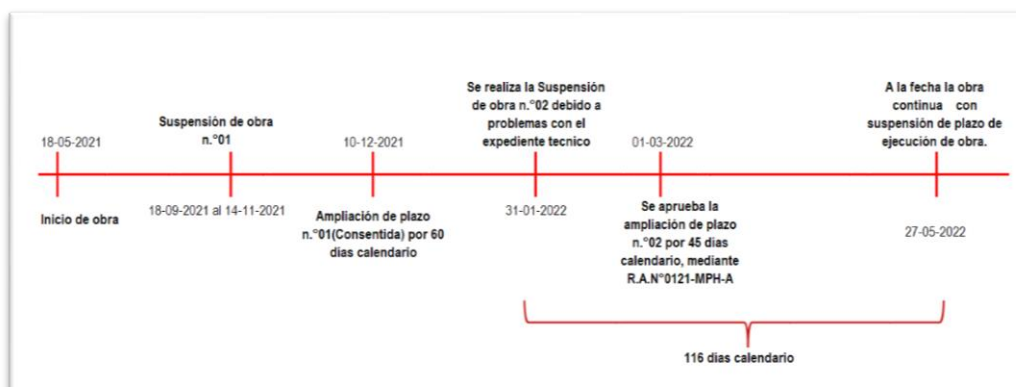 18-05-2021
Inicio de obra
Suspensión de obra
n.°01
18-09-2021 al 14-11-2021
10-12-2021
Ampliación de plazo
n.°01(Consentida) por 60
dias calendario
Se realiza la Suspensión
de obra n.°02 debido a
problemas con el
expediente tecnico
31-01-2022
01-03-2022
Se aprueba la
ampliación de plazo
n.°02 por 45 dias
calendario, mediante
R.A.N°0121-MPH-A
A la fecha la obra
continua con
suspensión de plazo de
ejecución de obra.
27-05-2022
116 dias calendario